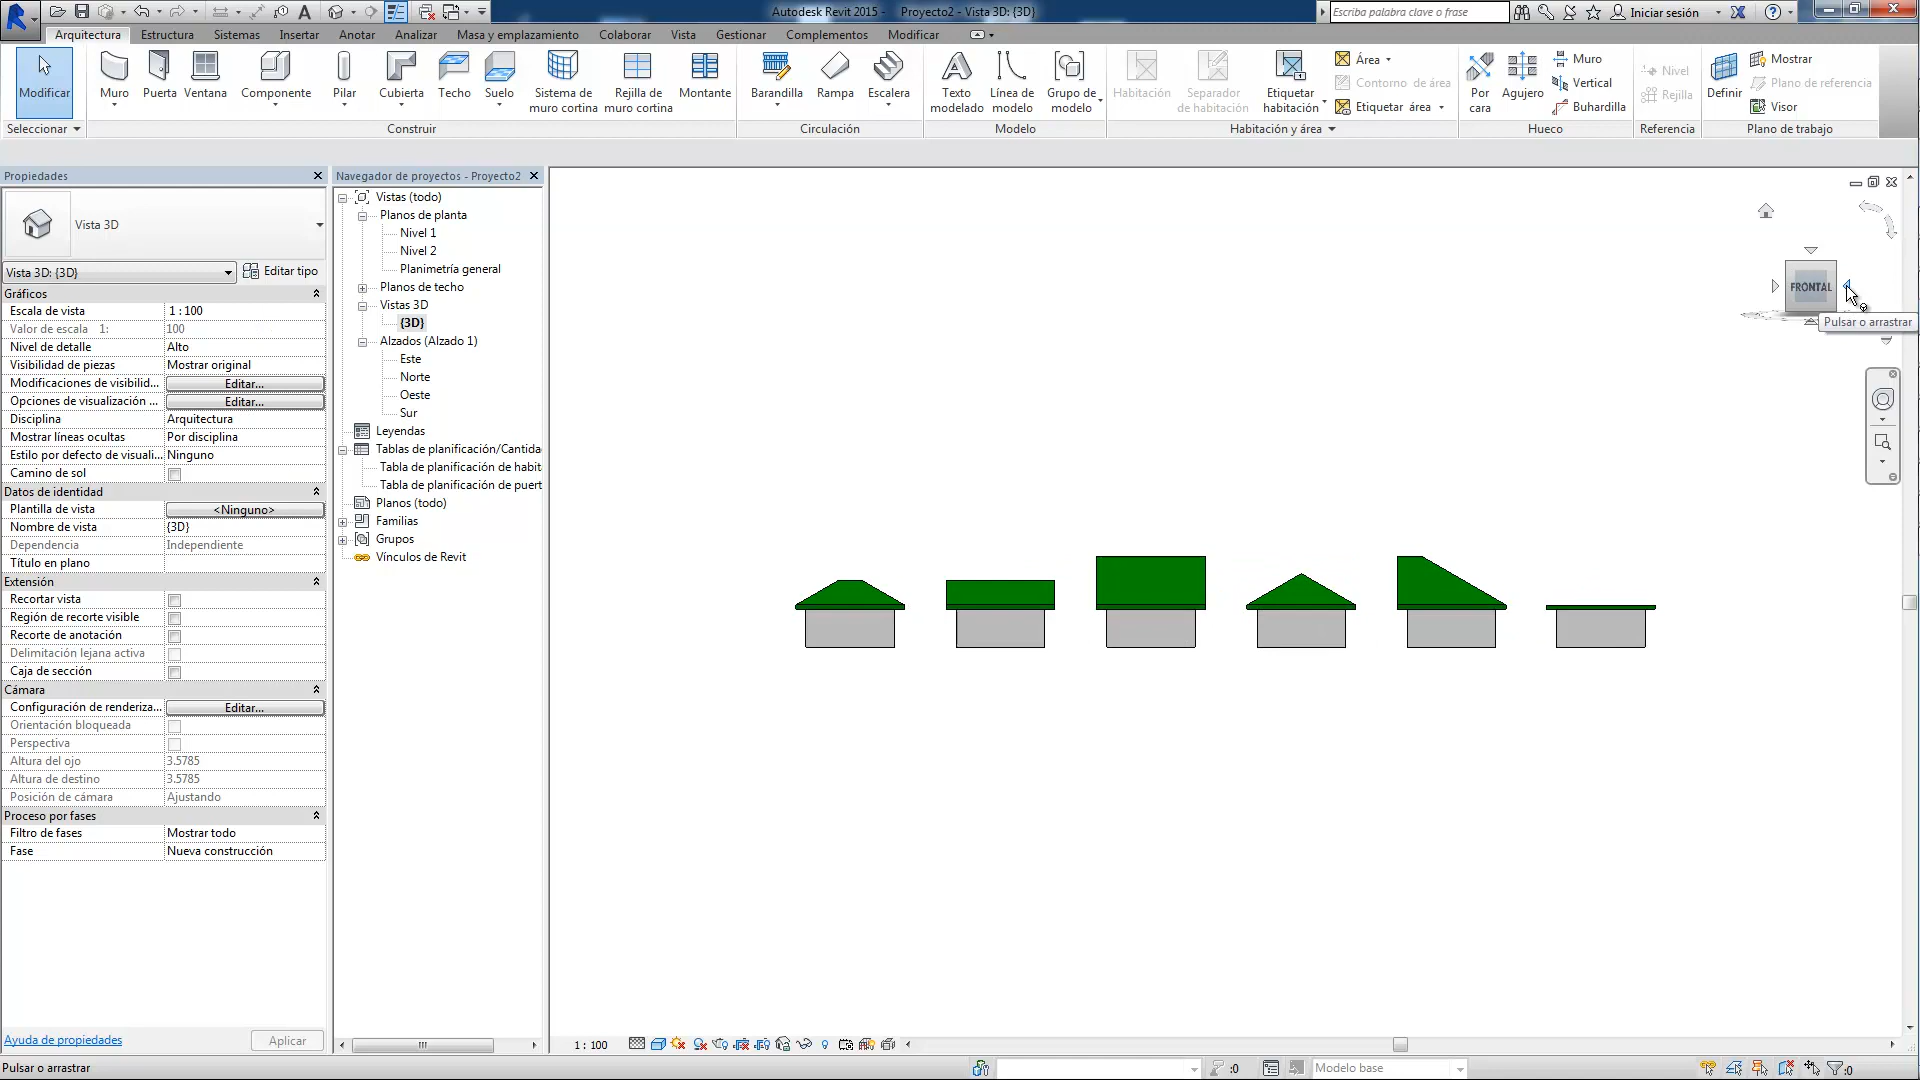 Autodesk Revit 2015 -     Proyecto2 - Vista 3D: {3D}
Escriba palabra clave o frase
Iniciar sesión
Arquitectura Estructura Sistemas Insertar Anotar Analizar Masa y emplazamiento Colaborar Vista Gestionar Complementos Modificar
Modificar
Muro
Puerta
Ventana
Componente
Pilar
Cubierta
Techo
Suelo
Sistema de
muro cortina
Rejilla de
muro cortina
Montante
Barandilla
Rampa
Escalera
Texto
modelado
Línea de
modelo
Grupo de
modelo
Habitación
Separador
de habitación
Etiquetar
habitación
Área
Contorno de área
Etiquetar área
Por
cara
Agujero
Muro
Vertical
Buhardilla
Nivel
Rejilla
Definir
Mostrar
Plano de referencia
Visor
Seleccionar
Construir
Circulación
Modelo
Habitación y área
Hueco
Referencia
Plano de trabajo
Propiedades
Vista 3D
Vista 3D: {3D}
Editar tipo
Gráficos
Escala de vista 1 : 100
Valor de escala 1: 100
Nivel de detalle Alto
Visibilidad de piezas Mostrar original
Modificaciones de visibilid... Editar...
Opciones de visualización ... Editar...
Disciplina Arquitectura
Mostrar líneas ocultas Por disciplina
Estilo por defecto de visuali... Ninguno
Camino de sol
Datos de identidad
Plantilla de vista <Ninguno>
Nombre de vista {3D}
Dependencia Independiente
Título en plano
Extensión
Recortar vista
Región de recorte visible
Recorte de anotación
Delimitación lejana activa
Caja de sección
Cámara
Configuración de renderiza... Editar...
Orientación bloqueada
Perspectiva
Altura del ojo 3.5785
Altura de destino 3.5785
Posición de cámara Ajustando
Proceso por fases
Filtro de fases Mostrar todo
Fase Nueva construcción
Ayuda de propiedades
Aplicar
Navegador de proyectos - Proyecto2
Vistas (todo)
Planos de planta
Nivel 1
Nivel 2
Planimetría general
Planos de techo
Vistas 3D
{3D}
Alzados (Alzado 1)
Este
Norte
Oeste
Sur
Leyendas
Tablas de planificación/Cantida
Tabla de planificación de habit
Tabla de planificación de puert
Planos (todo)
Familias
Grupos
Vínculos de Revit
FRONTAL
Pulsar o arrastrar
1 : 100
Pulsar o arrastrar
:0
Modelo base
:0